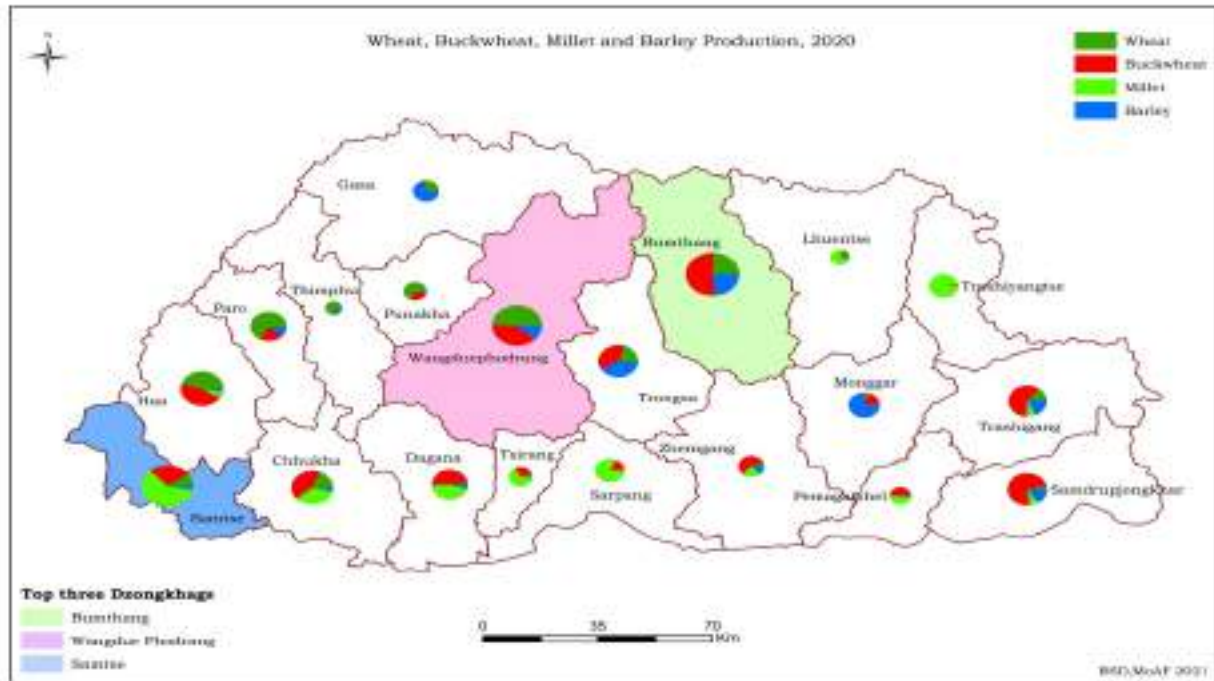 N
Wheat, Buckwheat, Millet and Barley Production, 2020
Wheat
Buckwheat
Millet
Barley
Gasa
Bumthang
Lhuentse
Trashiyangtse
Paro
Thimphu
Punakha
Wangduephodrang
Trongsa
Monggar
Trashigang
Haa
Chhukha
Dagana
Tsirang
Sarpang
Zhemgang
Pemagatshel
Samdrupjongkhar
Samtse
Top three Dzongkhags
Bumthang
Wangdue Phodrang
Samtse
0 35 70
Km
MoAF 2021